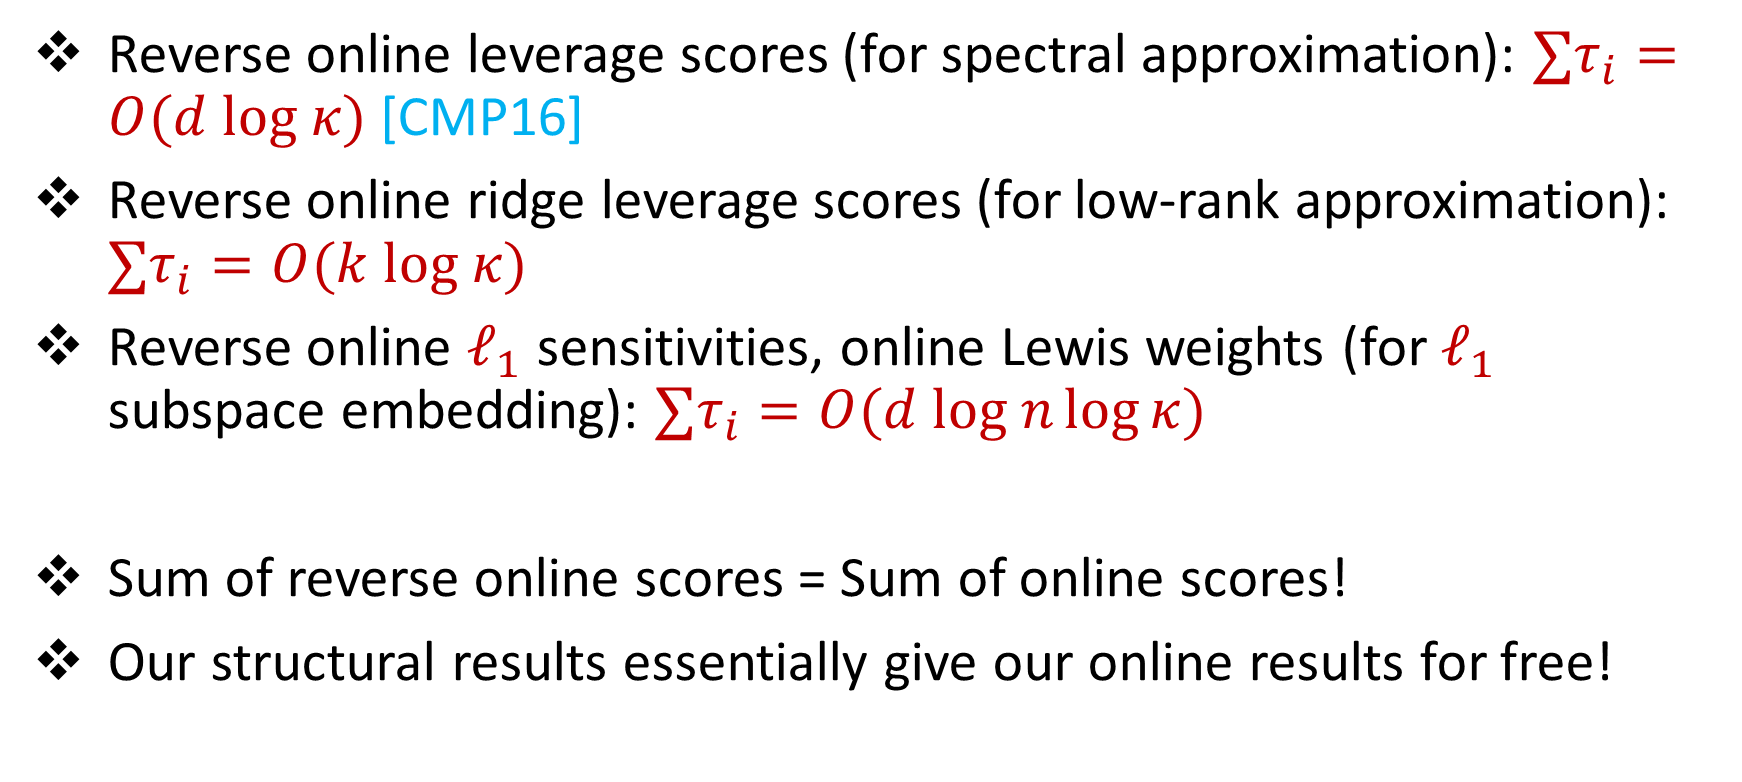 ❖ Reverse online leverage scores (for spectral approximation): ∑τᵢ =
O(d log κ) [CMP16]
❖ Reverse online ridge leverage scores (for low-rank approximation):
∑τᵢ = O(k log κ)
❖ Reverse online ℓ₁ sensitivities, online Lewis weights (for ℓ₁
subspace embedding): ∑τᵢ = O(d log n log κ)
❖ Sum of reverse online scores = Sum of online scores!
❖ Our structural results essentially give our online results for free!